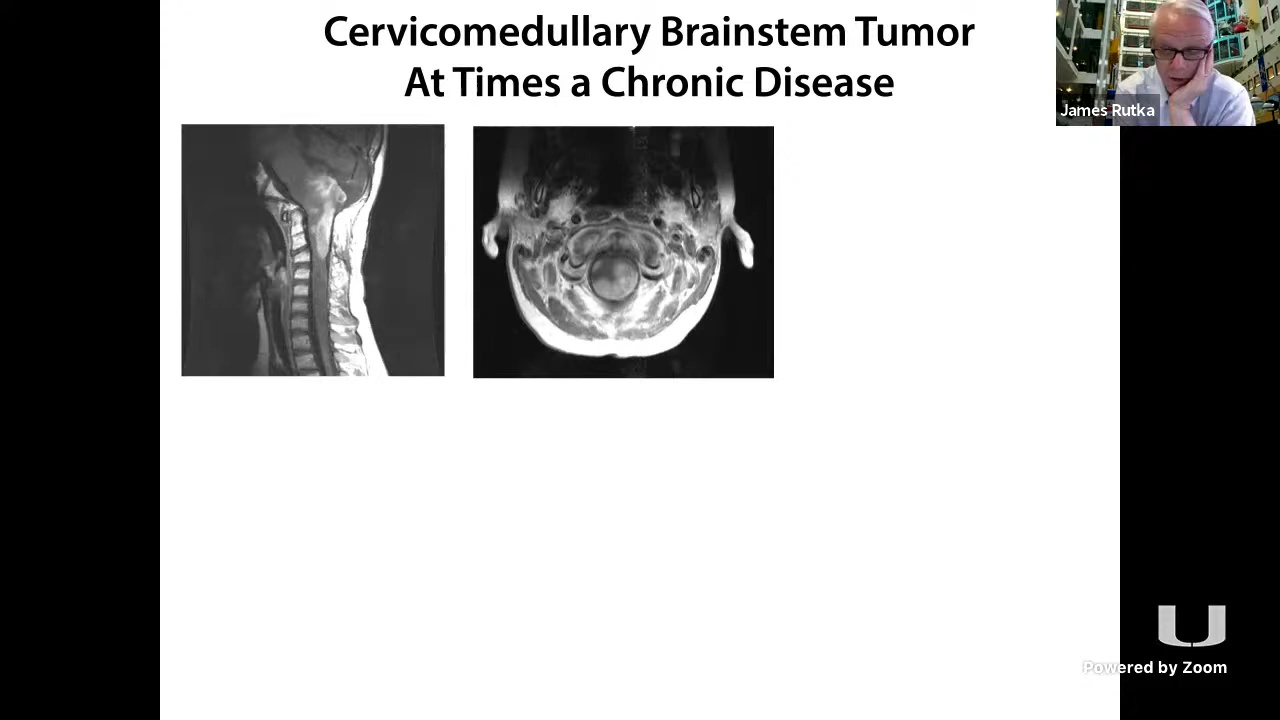 Cervicomedullary Brainstem Tumor
At Times a Chronic Disease
James Rutka
U
Powered by Zoom